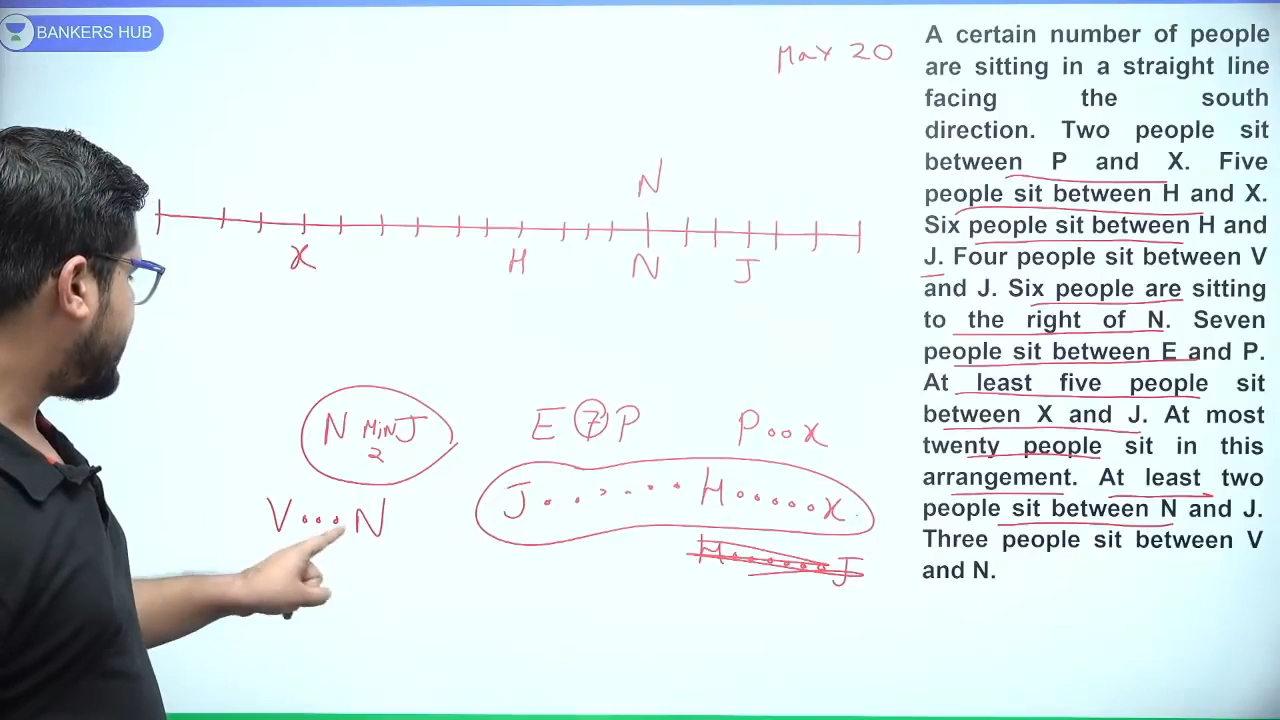 BANKERS HUB
May 20
N
X H N J
N MiN J
2
E 7 P
P o o X
J . . . . . . . H . . . . . X
V . . . N
H . . . . . . J
A certain number of people
are sitting in a straight line
facing the south
direction. Two people sit
between P and X. Five
people sit between H and X.
Six people sit between H and
J. Four people sit between V
and J. Six people are sitting
to the right of N. Seven
people sit between E and P.
At least five people sit
between X and J. At most
twenty people sit in this
arrangement. At least two
people sit between N and J.
Three people sit between V
and N.